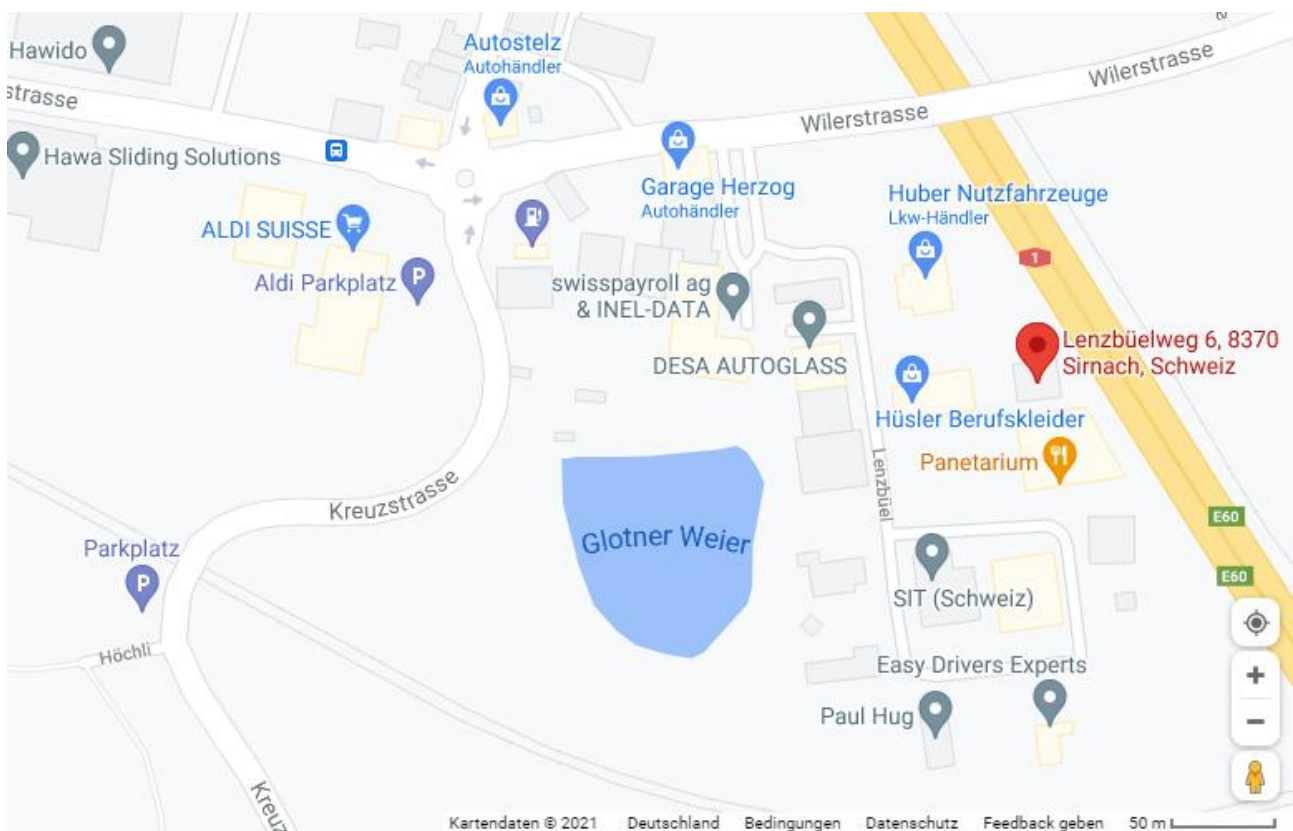 Hawido
strasse
Hawa Sliding Solutions
Autostelz
Autohändler
Wilerstrasse
Wilerstrasse
Garage Herzog
Autohändler
Huber Nutzfahrzeuge
Lkw-Händler
ALDI SUISSE
Aldi Parkplatz
P
swisspayroll ag
& INEL-DATA
DESA AUTOGLASS
1
Lenzbüelweg 6, 8370
Sirnach, Schweiz
Hüsler Berufskleider
Panetarium
Lenzbüel
Kreuzstrasse
Glotner Weier
E60
Parkplatz
P
E60
SIT (Schweiz)
Höchli
Easy Drivers Experts
Paul Hug
Kreuz
Kartendaten © 2021 Deutschland Bedingungen Datenschutz Feedback geben 50 m